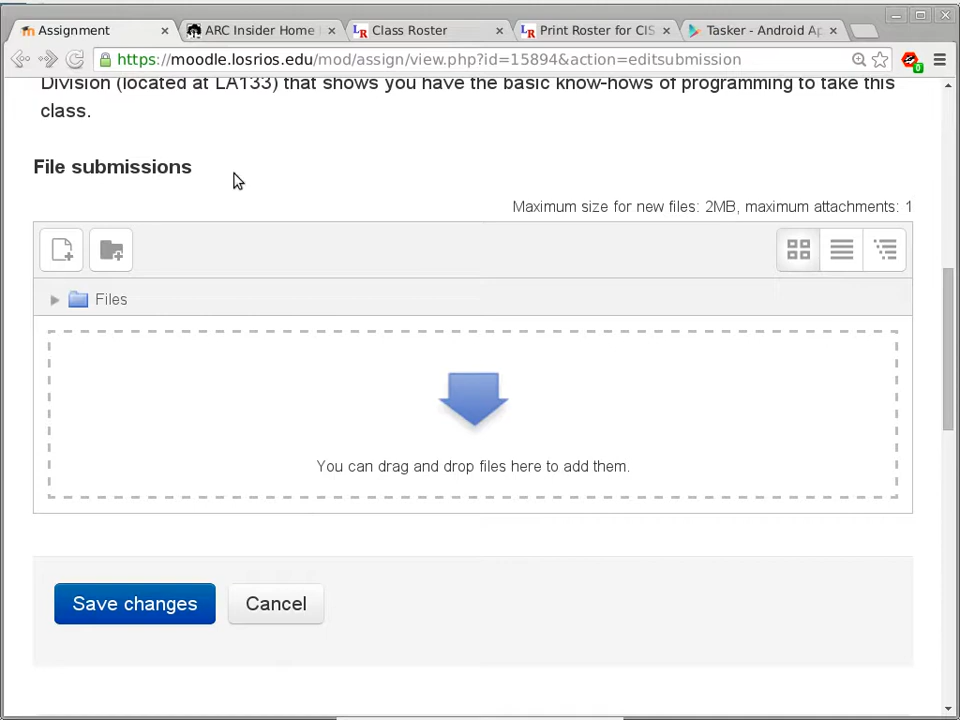 Assignment
ARC Insider Home
Class Roster
Print Roster for CIS
Tasker - Android Ap
https://moodle.losrios.edu/mod/assign/view.php?id=15894&action=editsubmission
0
Division (located at LA133) that shows you have the basic know-hows of programming to take this
class.
File submissions
Maximum size for new files: 2MB, maximum attachments: 1
Files
You can drag and drop files here to add them.
Save changes
Cancel